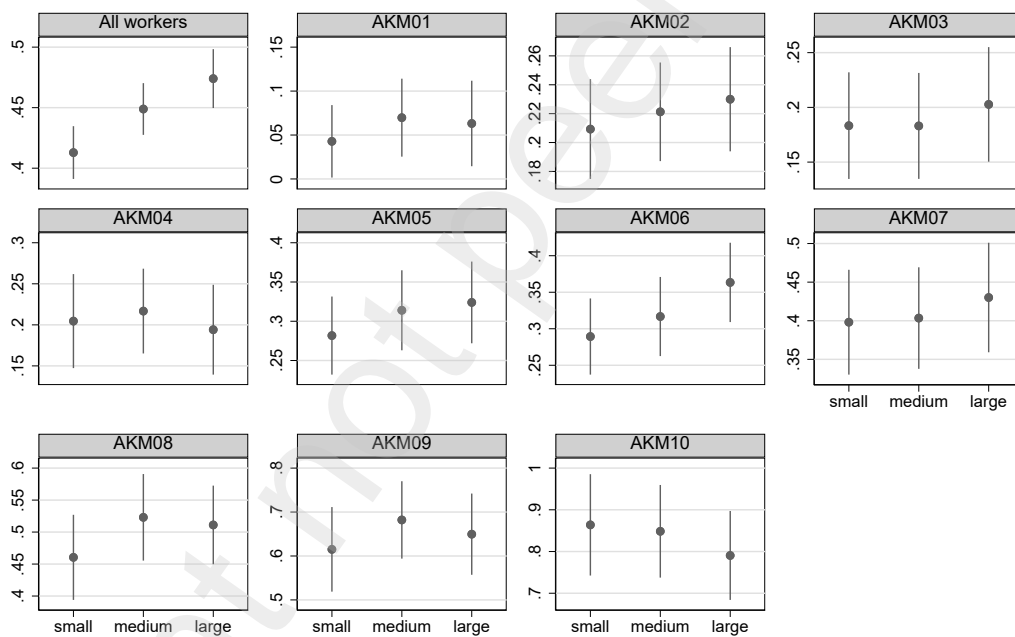 All workers AKM01 AKM02 AKM03
.5 .45 .4
.15 .1 .05 0
.26 .24 .22 .2 .18
.25 .2 .15
AKM04 AKM05 AKM06 AKM07
.3 .25 .2 .15
.4 .35 .3 .25
.4 .35 .3 .25
.5 .45 .4 .35
small medium large
AKM08 AKM09 AKM10
.6 .55 .5 .45 .4
.8 .7 .6 .5
1 .9 .8 .7
small medium large small medium large small medium large
not peer